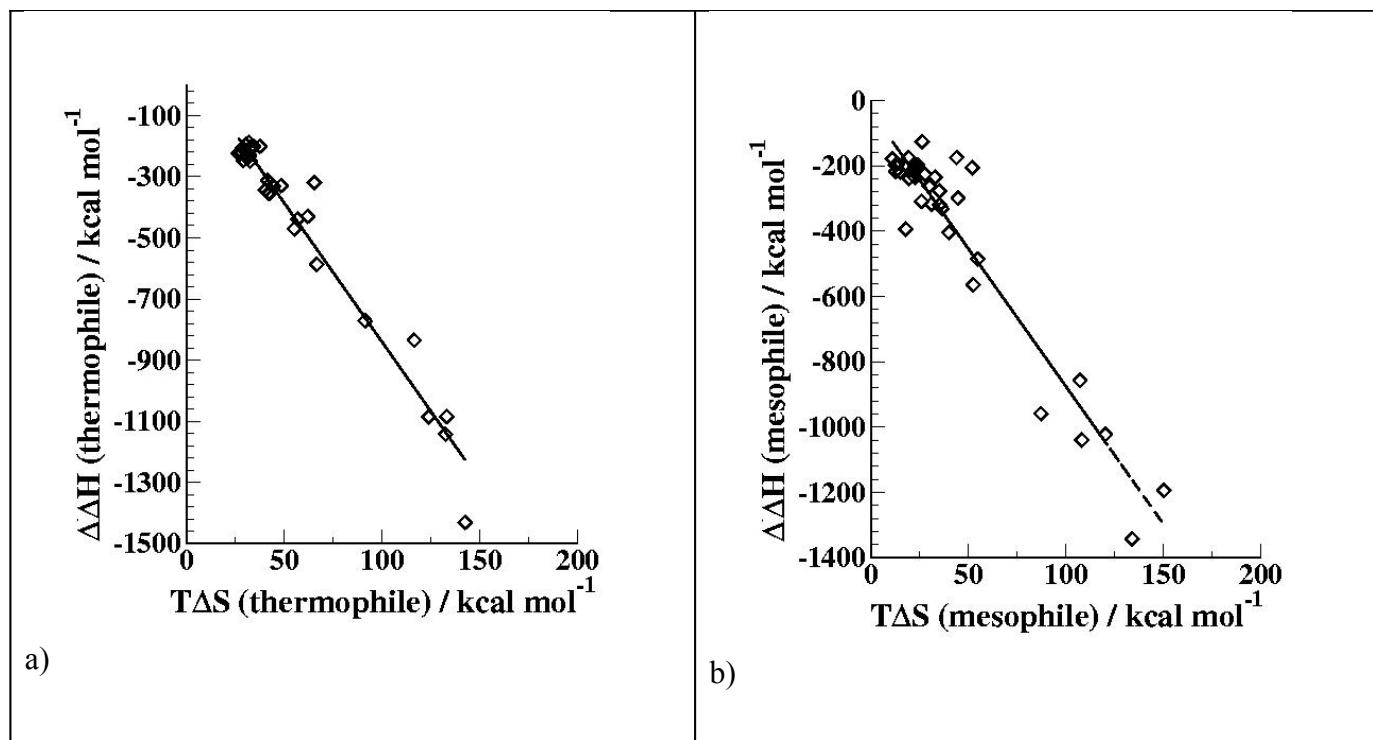 -100
-300
-500
-700
-900
-1100
-1300
-1500
0 50 100 150 200
ΔΔH (thermophile) / kcal mol⁻¹
TΔS (thermophile) / kcal mol⁻¹
a)
0
-200
-400
-600
-800
-1000
-1200
-1400
0 50 100 150 200
ΔΔH (mesophile) / kcal mol⁻¹
TΔS (mesophile) / kcal mol⁻¹
b)